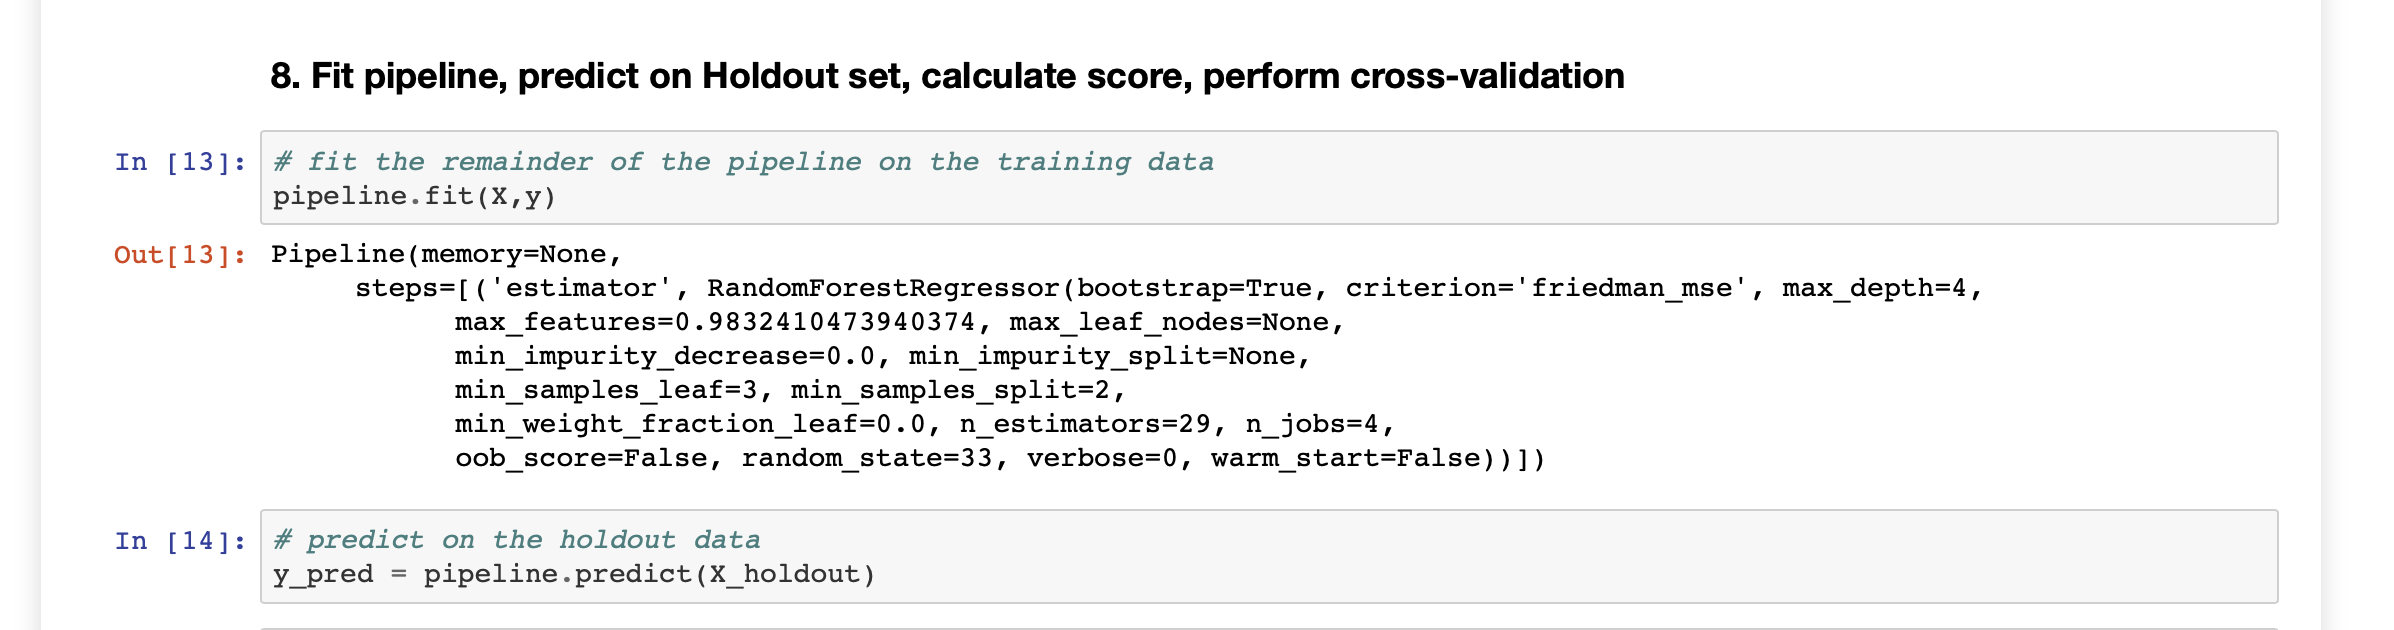 8. Fit pipeline, predict on Holdout set, calculate score, perform cross-validation
In [13]:
# fit the remainder of the pipeline on the training data
pipeline.fit(X,y)
Out[13]:
Pipeline(memory=None,
     steps=[('estimator', RandomForestRegressor(bootstrap=True, criterion='friedman_mse', max_depth=4,
           max_features=0.9832410473940374, max_leaf_nodes=None,
           min_impurity_decrease=0.0, min_impurity_split=None,
           min_samples_leaf=3, min_samples_split=2,
           min_weight_fraction_leaf=0.0, n_estimators=29, n_jobs=4,
           oob_score=False, random_state=33, verbose=0, warm_start=False))])
In [14]:
# predict on the holdout data
y_pred = pipeline.predict(X_holdout)